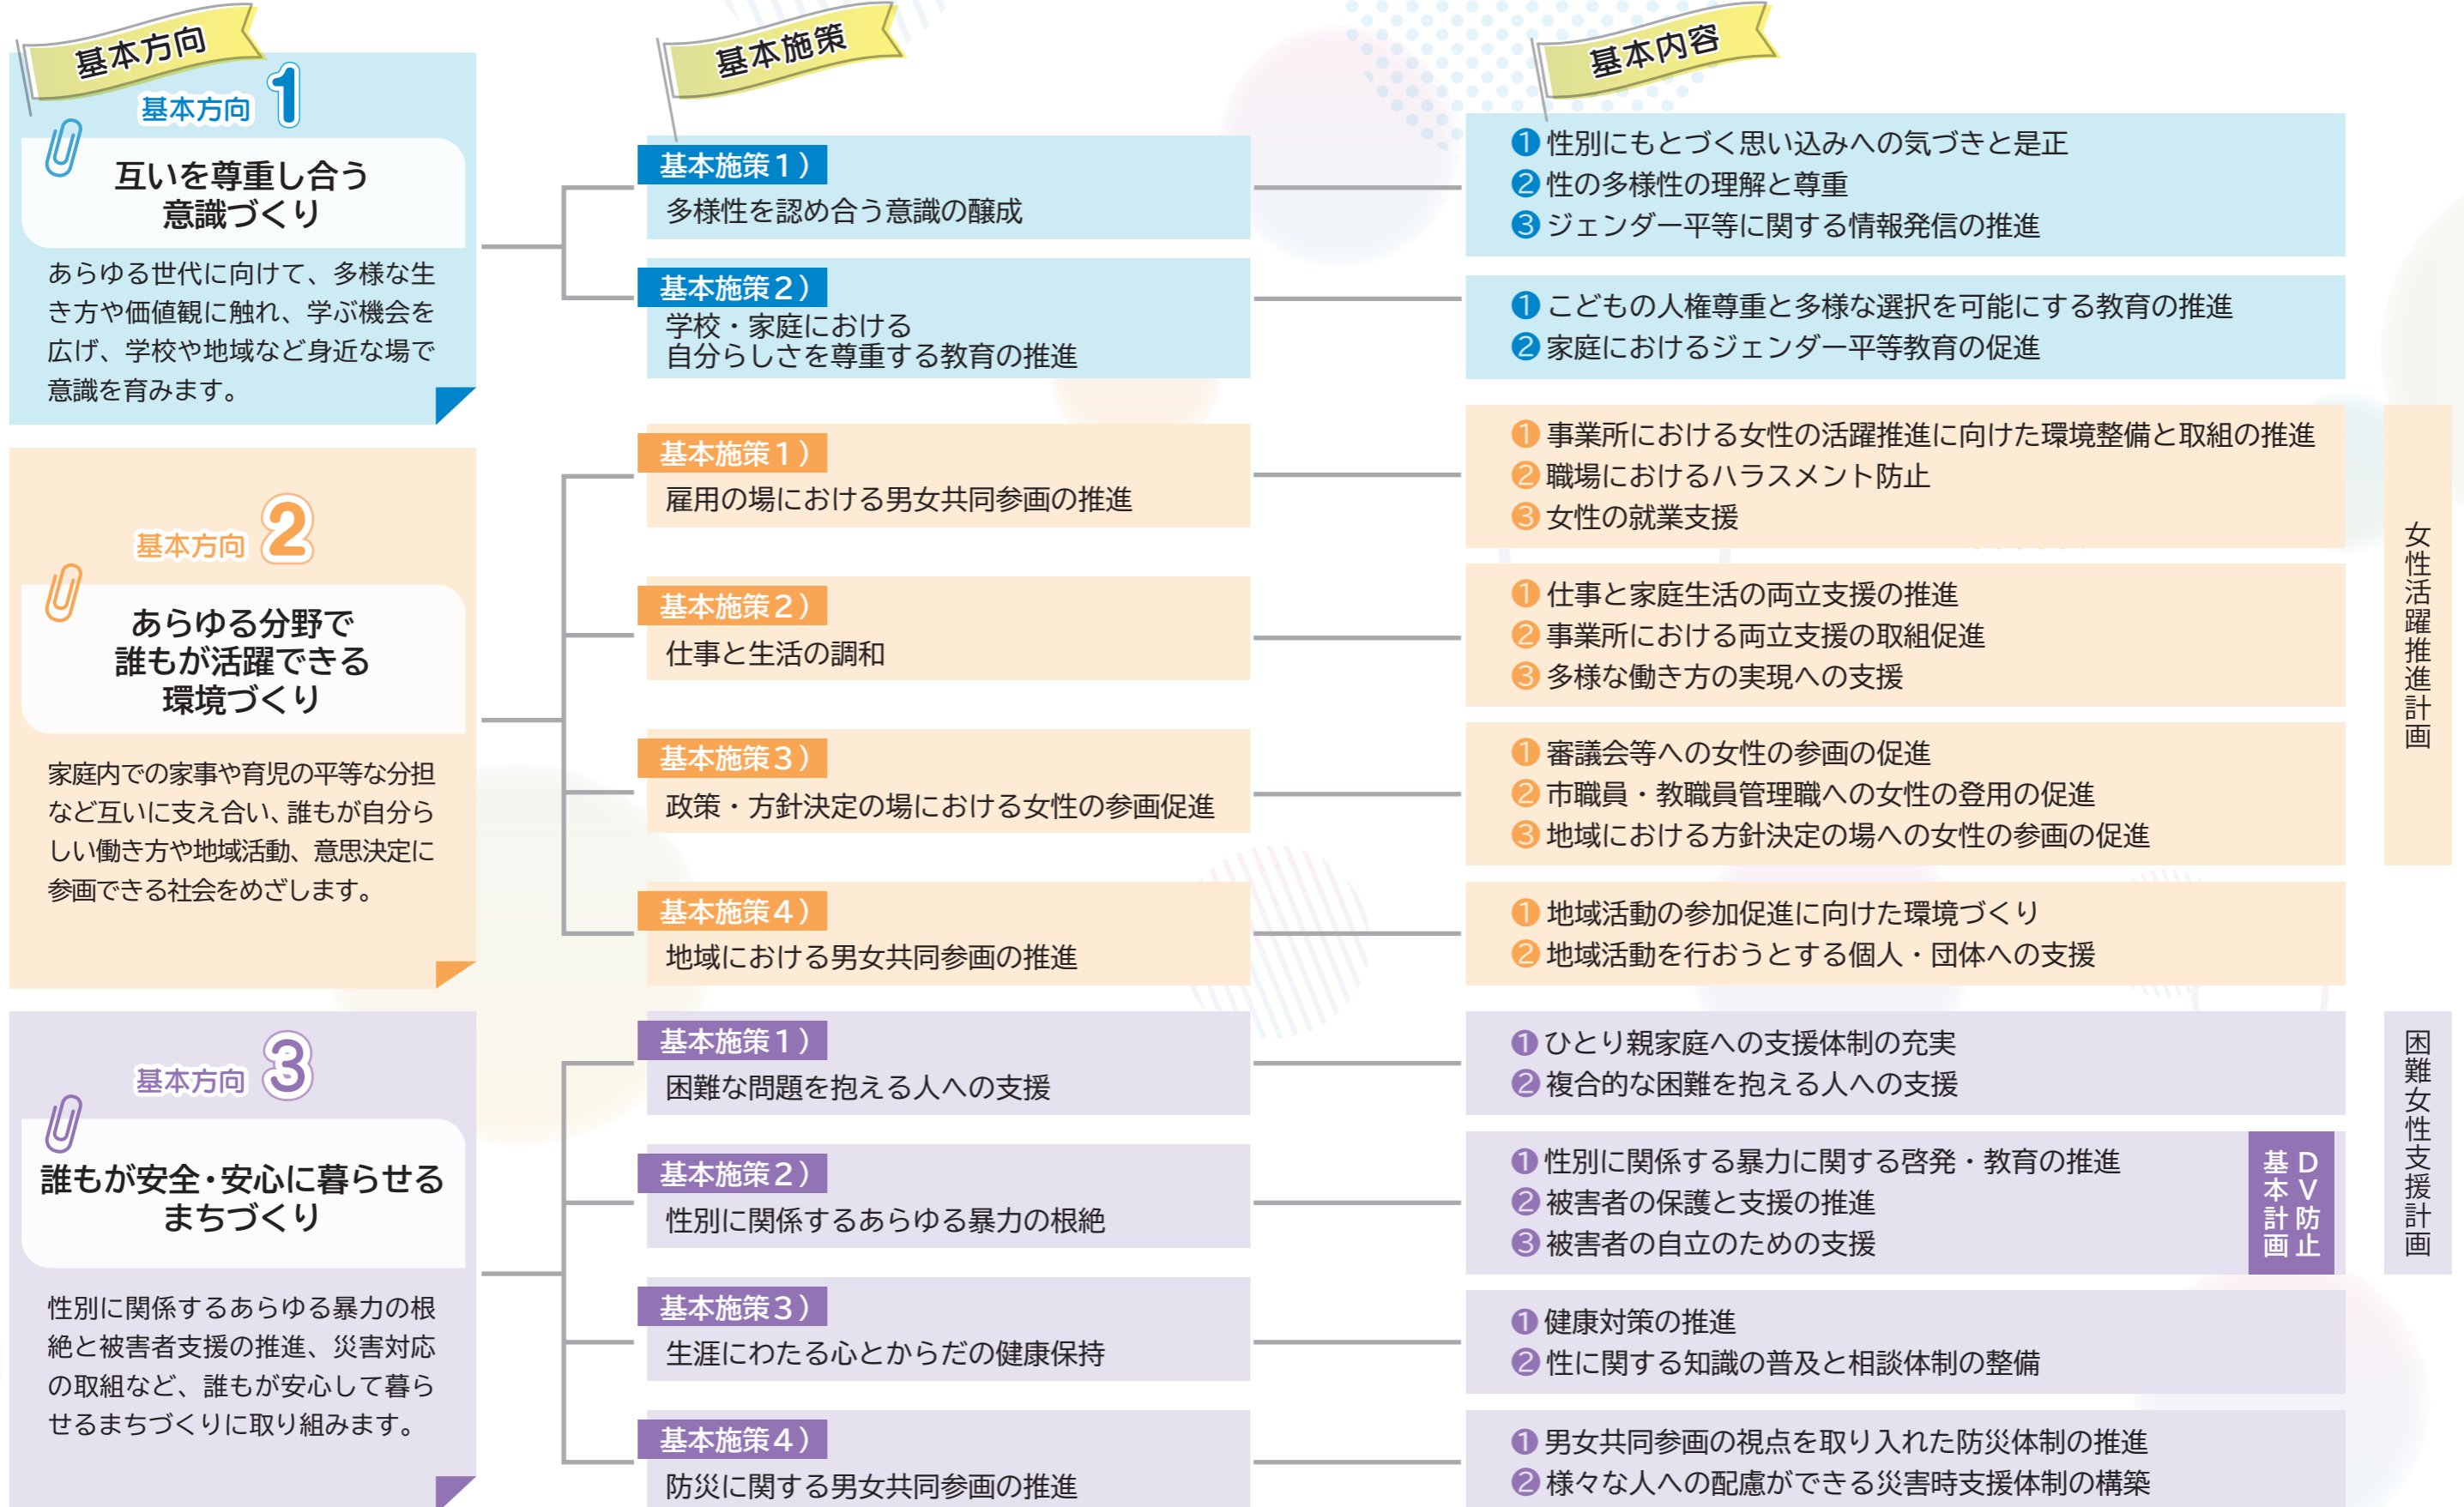 基本方向
基本施策
基本内容
基本方向 1
互いを尊重し合う
意識づくり
あらゆる世代に向けて、多様な生
き方や価値観に触れ、学ぶ機会を
広げ、学校や地域など身近な場で
意識を育みます。
基本施策1）
多様性を認め合う意識の醸成
❶ 性別にもとづく思い込みへの気づきと是正
❷ 性の多様性の理解と尊重
❸ ジェンダー平等に関する情報発信の推進
基本施策2）
学校・家庭における
自分らしさを尊重する教育の推進
❶ こどもの人権尊重と多様な選択を可能にする教育の推進
❷ 家庭におけるジェンダー平等教育の促進
基本方向 2
あらゆる分野で
誰もが活躍できる
環境づくり
家庭内での家事や育児の平等な分担
など互いに支え合い、誰もが自分ら
しい働き方や地域活動、意思決定に
参画できる社会をめざします。
基本施策1）
雇用の場における男女共同参画の推進
❶ 事業所における女性の活躍推進に向けた環境整備と取組の推進
❷ 職場におけるハラスメント防止
❸ 女性の就業支援
基本施策2）
仕事と生活の調和
❶ 仕事と家庭生活の両立支援の推進
❷ 事業所における両立支援の取組促進
❸ 多様な働き方の実現への支援
基本施策3）
政策・方針決定の場における女性の参画促進
❶ 審議会等への女性の参画の促進
❷ 市職員・教職員管理職への女性の登用の促進
❸ 地域における方針決定の場への女性の参画の促進
女性活躍推進計画
基本施策4）
地域における男女共同参画の推進
❶ 地域活動の参加促進に向けた環境づくり
❷ 地域活動を行おうとする個人・団体への支援
基本方向 3
誰もが安全・安心に暮らせる
まちづくり
性別に関係するあらゆる暴力の根
絶と被害者支援の推進、災害対応
の取組など、誰もが安心して暮ら
せるまちづくりに取り組みます。
基本施策1）
困難な問題を抱える人への支援
❶ ひとり親家庭への支援体制の充実
❷ 複合的な困難を抱える人への支援
基本施策2）
性別に関係するあらゆる暴力の根絶
❶ 性別に関係する暴力に関する啓発・教育の推進
❷ 被害者の保護と支援の推進
❸ 被害者の自立のための支援
DV防止
基本計画
困難女性支援計画
基本施策3）
生涯にわたる心とからだの健康保持
❶ 健康対策の推進
❷ 性に関する知識の普及と相談体制の整備
基本施策4）
防災に関する男女共同参画の推進
❶ 男女共同参画の視点を取り入れた防災体制の推進
❷ 様々な人への配慮ができる災害時支援体制の構築